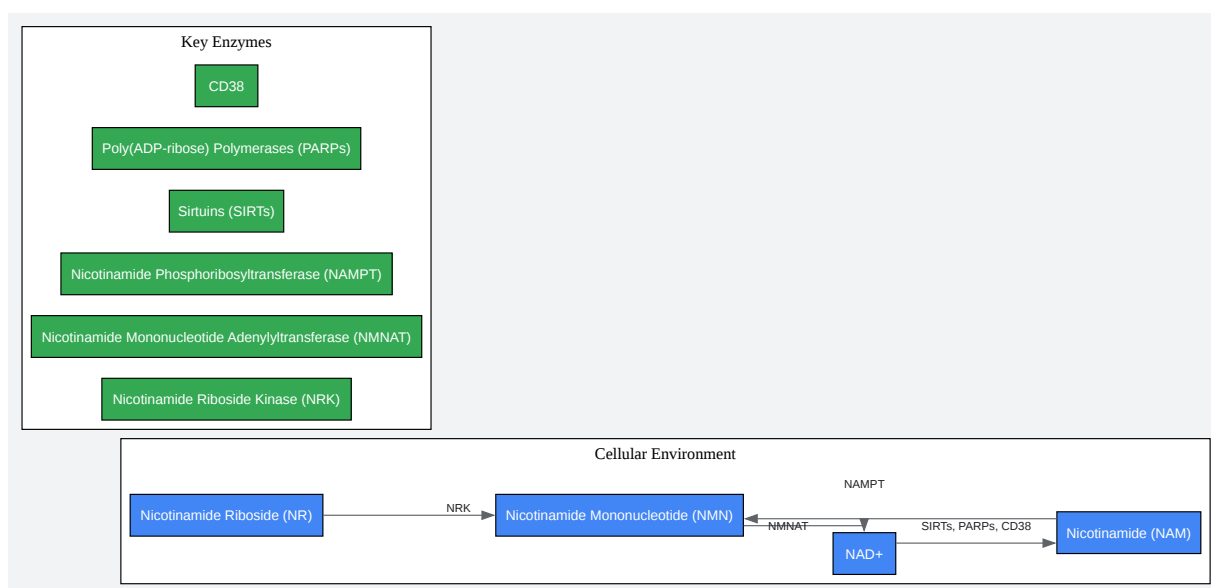 Key Enzymes
CD38
Poly(ADP-ribose) Polymerases (PARPs)
Sirtuins (SIRTs)
Nicotinamide Phosphoribosyltransferase (NAMPT)
Nicotinamide Mononucleotide Adenylyltransferase (NMNAT)
Nicotinamide Riboside Kinase (NRK)
Cellular Environment
NAMPT
Nicotinamide Riboside (NR)
NRK
Nicotinamide Mononucleotide (NMN)
NMNAT
SIRTs, PARPs, CD38
Nicotinamide (NAM)
NAD+